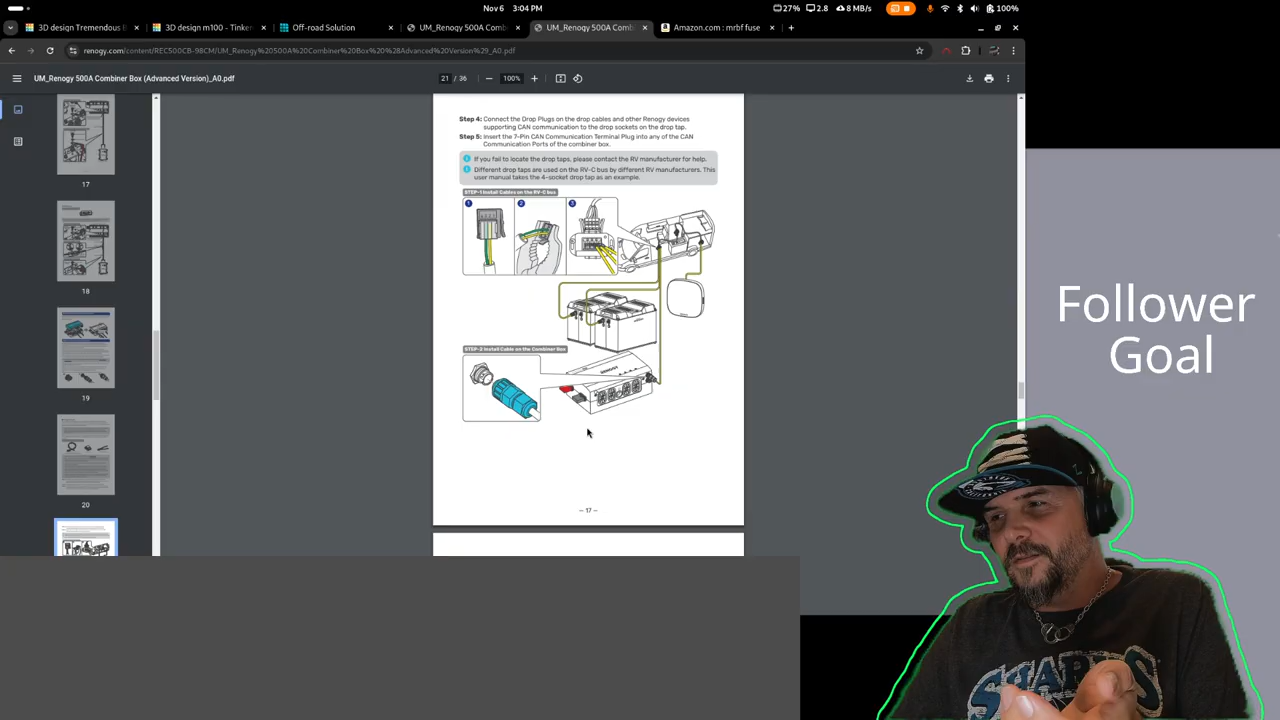 Nov 6 3:04 PM
27% 2.8 8 MB/s 100%
3D design Tremendous B
3D design m100 - Tinker
Off-road Solution
UM_Renogy 500A Comb
UM_Renogy 500A Comb
Amazon.com : mrbf fuse
renogy.com/content/REC500CB-98CM/UM_Renogy%20500A%20Combiner%20Box%20%28Advanced%20Version%29_A0.pdf
UM_Renogy 500A Combiner Box (Advanced Version)_A0.pdf
21 / 36
100%
17
18
19
20
Step 4: Connect the Drop Plugs on the drop cables and other Renogy devices
supporting CAN communication to the drop sockets on the drop tap.
Step 5: Insert the 7-Pin CAN Communication Terminal Plug into any of the CAN
Communication Ports of the combiner box.
If you fail to locate the drop taps, please contact the RV manufacturer for help.
Different drop taps are used on the RV-C bus by different RV manufacturers. This
user manual takes the 4-socket drop tap as an example.
STEP-1 Install Cables on the RV-C bus
1
2
3
STEP-2 Install Cable on the Combiner Box
— 17 —
Follower
Goal
SHARPS